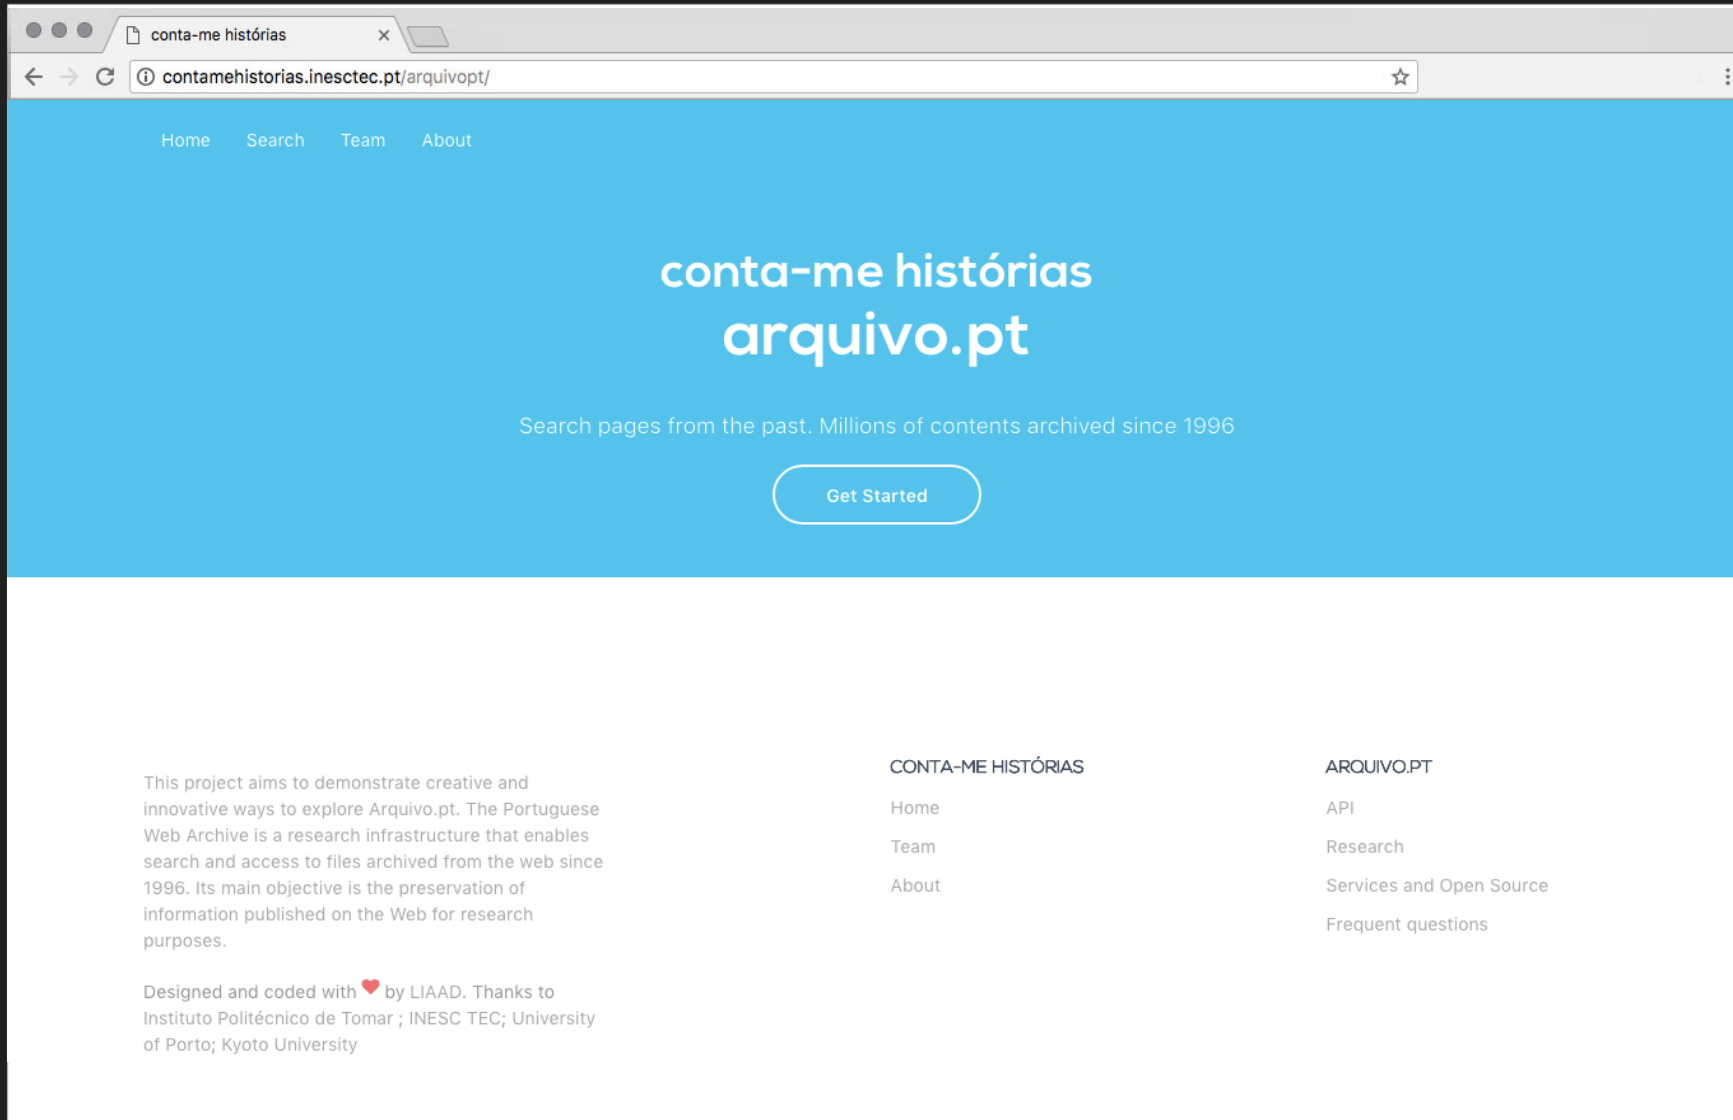 conta-me histórias
contamehistorias.inesctec.pt/arquivopt/
Home Search Team About
conta-me histórias
arquivo.pt
Search pages from the past. Millions of contents archived since 1996
Get Started
This project aims to demonstrate creative and
innovative ways to explore Arquivo.pt. The Portuguese
Web Archive is a research infrastructure that enables
search and access to files archived from the web since
1996. Its main objective is the preservation of
information published on the Web for research
purposes.
Designed and coded with ❤ by LIAAD. Thanks to
Instituto Politécnico de Tomar ; INESC TEC; University
of Porto; Kyoto University
CONTA-ME HISTÓRIAS
Home
Team
About
ARQUIVO.PT
API
Research
Services and Open Source
Frequent questions